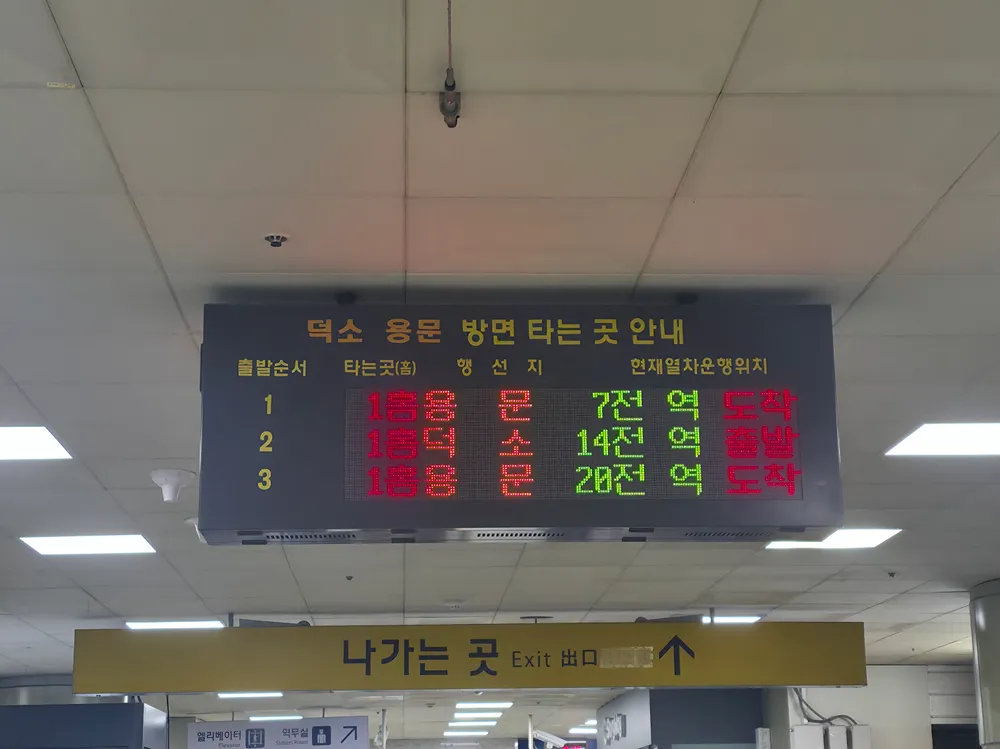 덕소 용문 방면 타는 곳 안내
출발순서 타는곳(홈) 행 선 지 현재열차운행위치
1 1홈 용 문 7전 역 도착
2 1홈 덕 소 14전 역 출발
3 1홈 용 문 20전 역 도착
나가는 곳 Exit 出口
엘리베이터 역무실
Elevator Station Office